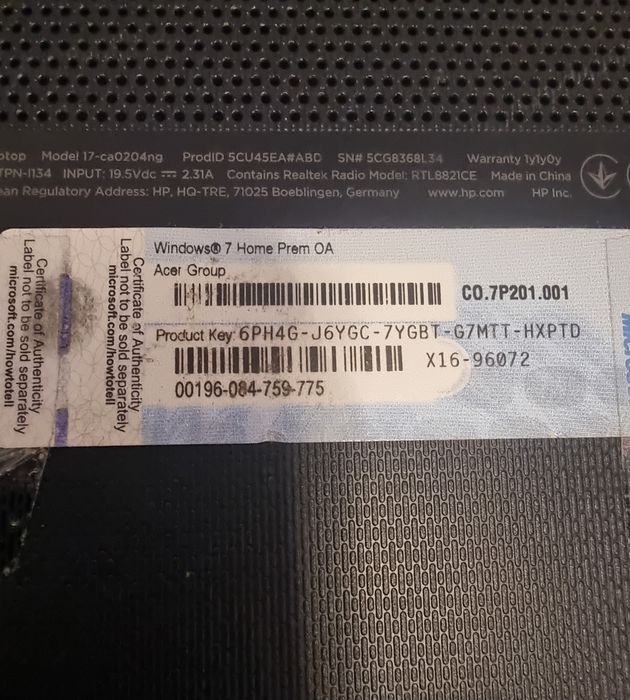 Model 17-ca0204ng ProdID 5CU45EA#ABD SN# 5CG8368L34 Warranty 1y1y0y
TPN-I134 INPUT: 19.5Vdc ⎓ 2.31A Contains Realtek Radio Model: RTL8821CE Made in China
Regulatory Address: HP, HQ-TRE, 71025 Boeblingen, Germany www.hp.com HP Inc.
Certificate of Authenticity
Label not to be sold separately
microsoft.com/howtotell
Certificate of Authenticity
Label not to be sold separately
microsoft.com/howtotell
Windows® 7 Home Prem OA
Acer Group
CO.7P201.001
Product Key: 6PH4G-J6YGC-7YGBT-G7MTT-HXPTD
X16-96072
00196-084-759-775